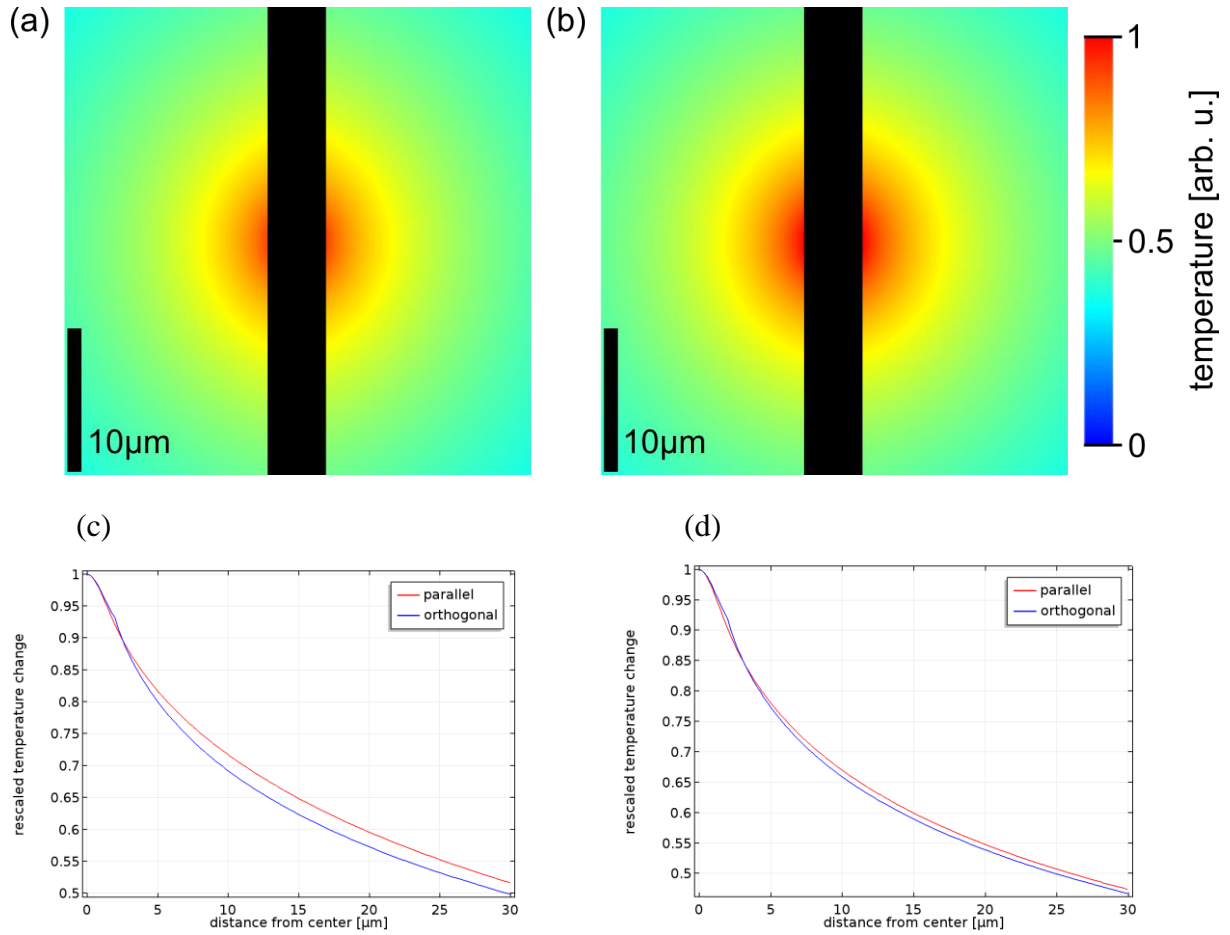 (a)
(b)
10μm
10μm
1
0.5
0
temperature [arb. u.]
(c)
(d)
1
0.95
0.9
0.85
0.8
0.75
0.7
0.65
0.6
0.55
0.5
rescaled temperature change
parallel
orthogonal
0 5 10 15 20 25 30
distance from center [µm]
1
0.95
0.9
0.85
0.8
0.75
0.7
0.65
0.6
0.55
0.5
rescaled temperature change
parallel
orthogonal
0 5 10 15 20 25 30
distance from center [µm]